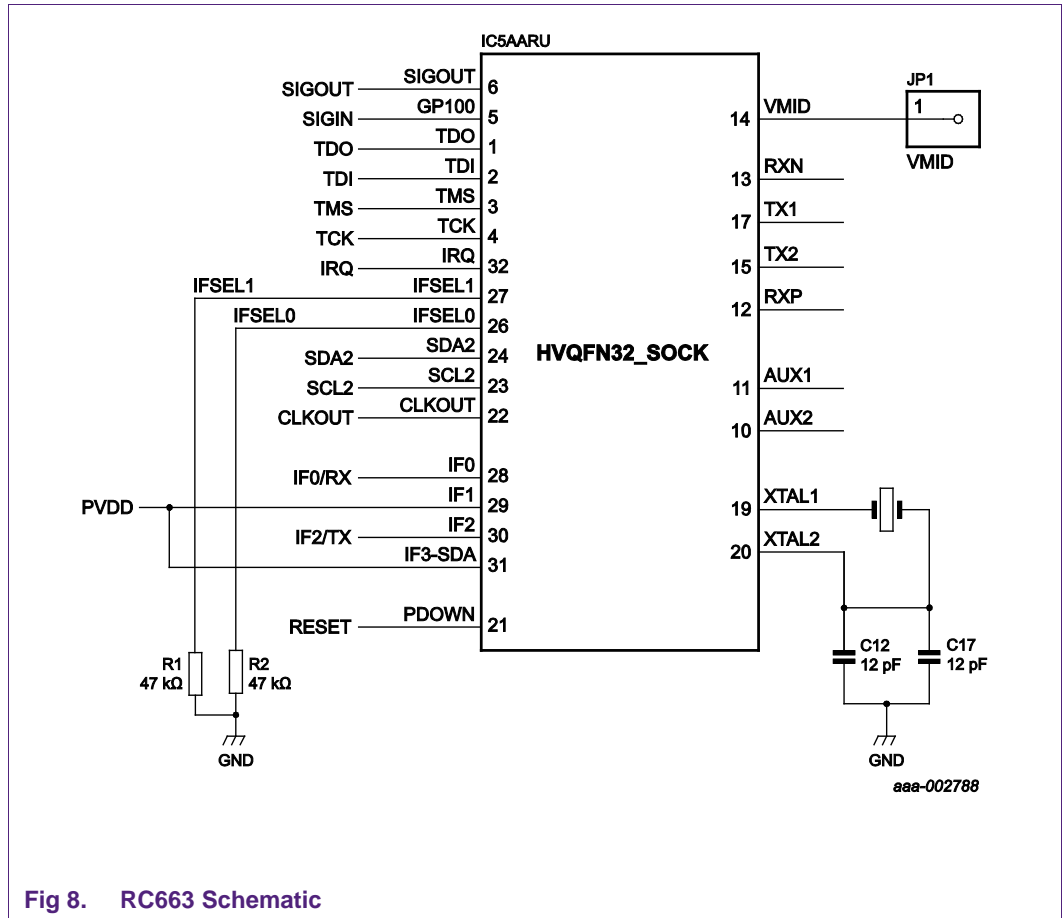 IC5AARU
SIGOUT SIGOUT 6
SIGIN GP100 5
TDO TDO 1
TDI TDI 2
TMS TMS 3
TCK TCK 4
IRQ IRQ 32
IFSEL1 IFSEL1 27
IFSEL0 IFSEL0 26
SDA2 SDA2 24
SCL2 SCL2 23
CLKOUT CLKOUT 22
IF0/RX IF0 28
PVDD IF1 29
IF2/TX IF2 30
IF3-SDA 31
RESET PDOWN 21
R1
47 kΩ
R2
47 kΩ
GND
HVQFN32_SOCK
JP1
14 VMID 1
VMID
13 RXN
17 TX1
15 TX2
12 RXP
11 AUX1
10 AUX2
19 XTAL1
20 XTAL2
C12
12 pF
C17
12 pF
GND
aaa-002788
Fig 8. RC663 Schematic